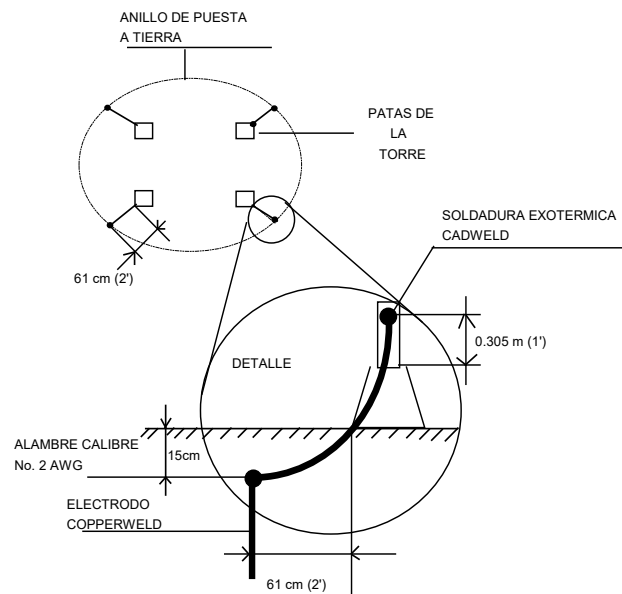 ANILLO DE PUESTA
A TIERRA
PATAS DE
LA
TORRE
SOLDADURA EXOTERMICA
CADWELD
61 cm (2')
0.305 m (1')
DETALLE
ALAMBRE CALIBRE
No. 2 AWG
15cm
ELECTRODO
COPPERWELD
61 cm (2')